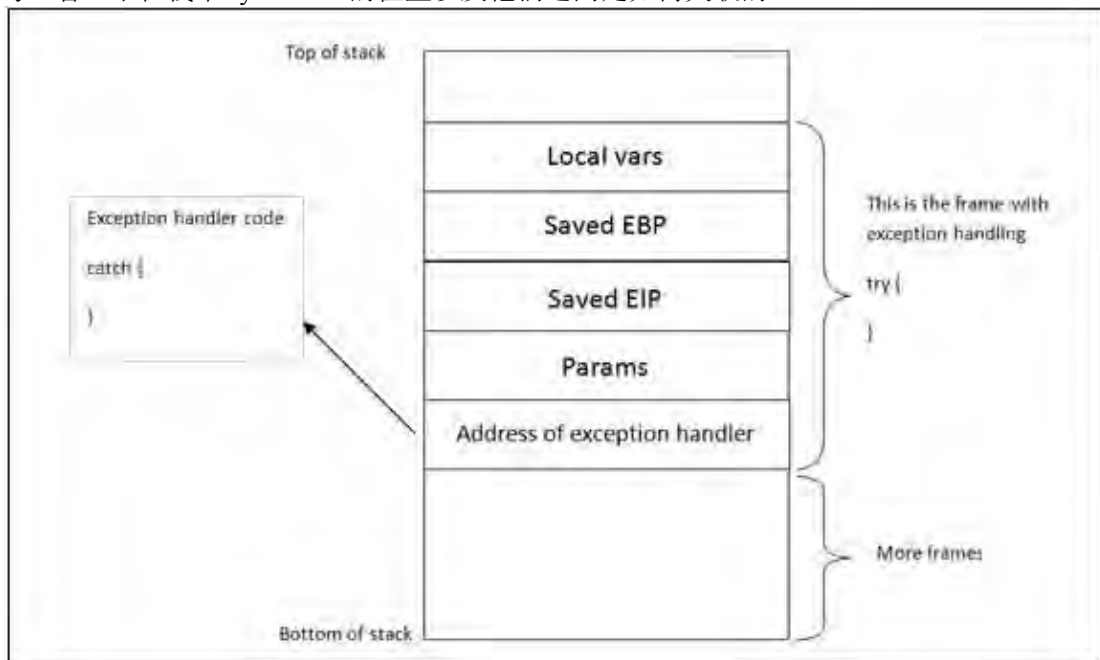 Top of stack
Local vars
Saved EBP
Saved EIP
Params
Address of exception handler
Bottom of stack
Exception handler code
catch {
}
This is the frame with
exception handling
try {
}
More frames